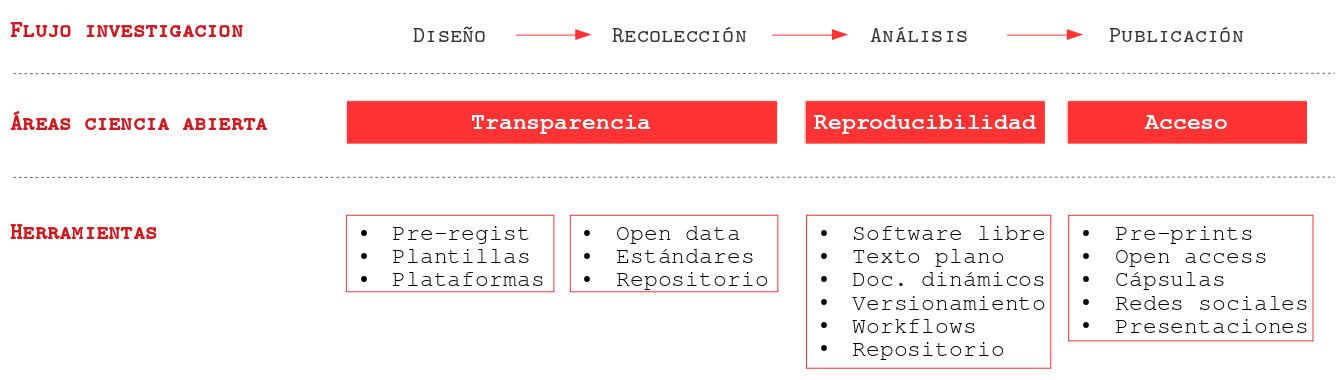 FLUJO INVESTIGACION
DISEÑO
RECOLECCIÓN
ANÁLISIS
PUBLICACIÓN
ÁREAS CIENCIA ABIERTA
Transparencia
Reproducibilidad
Acceso
HERRAMIENTAS
• Pre-regist
• Plantillas
• Plataformas
• Open data
• Estándares
• Repositorio
• Software libre
• Texto plano
• Doc. dinámicos
• Versionamiento
• Workflows
• Repositorio
• Pre-prints
• Open access
• Cápsulas
• Redes sociales
• Presentaciones